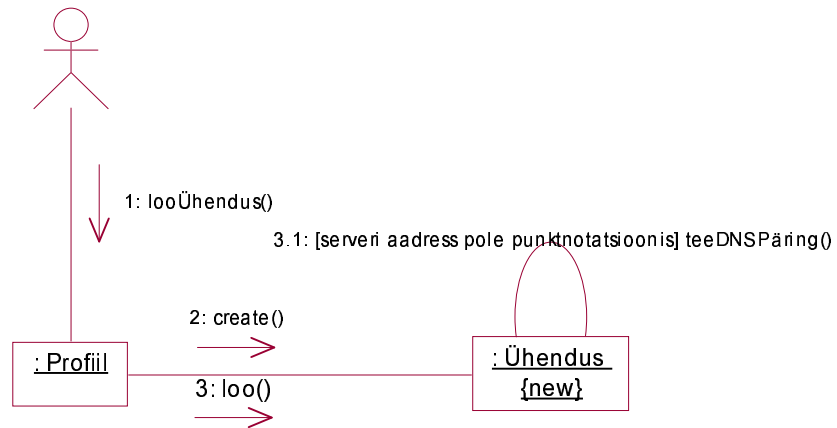 1: looÜhendus()
3.1: [serveri aadress pole punktnotatsioonis] teeDNSPäring()
2: create()
: Profiil
: Ühendus
{new}
3: loo()